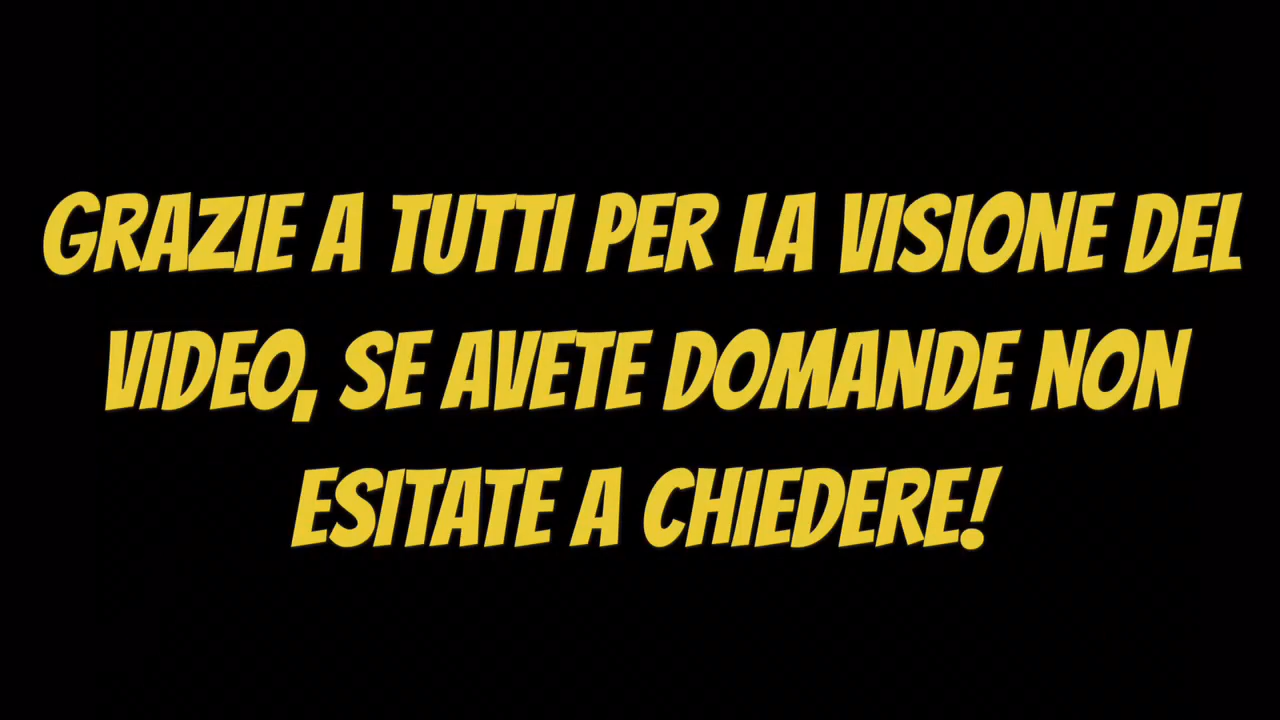 GRAZIE A TUTTI PER LA VISIONE DEL
VIDEO, SE AVETE DOMANDE NON
ESITATE A CHIEDERE!